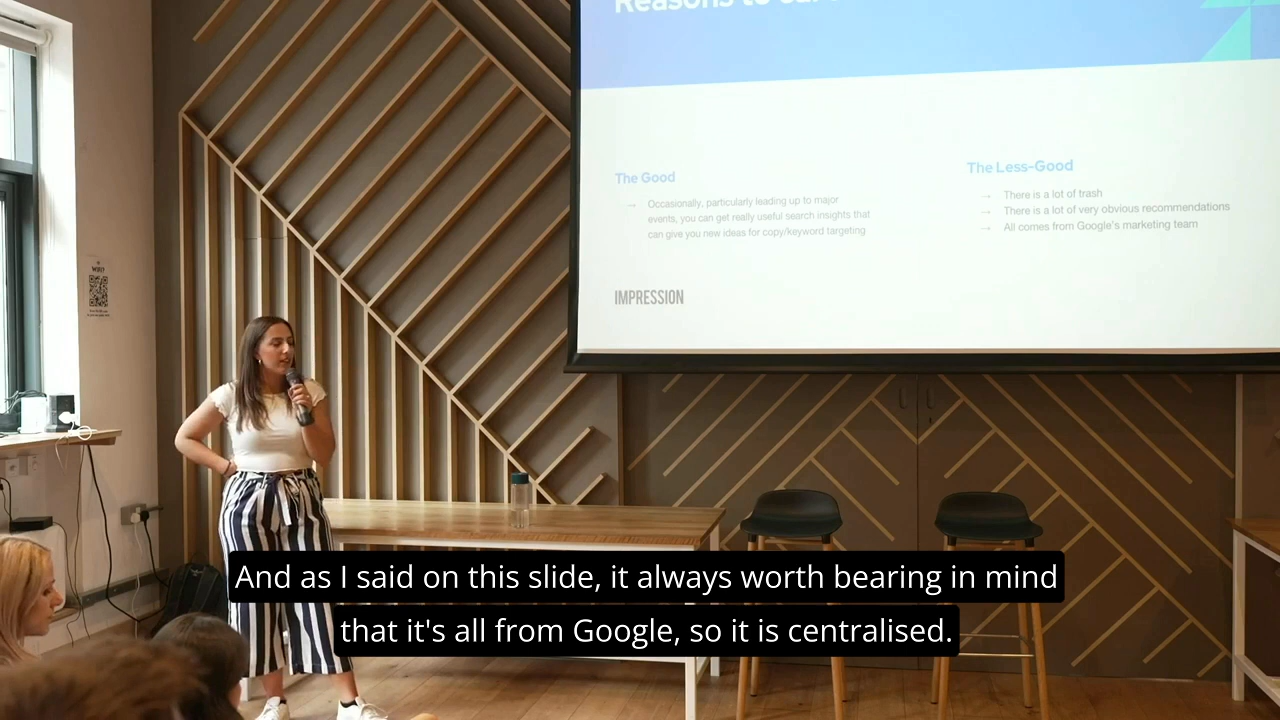 Reasons to
The Good
→ Occasionally, particularly leading up to major
events, you can get really useful search insights that
can give you new ideas for copy/keyword targeting
The Less-Good
→ There is a lot of trash
→ There is a lot of very obvious recommendations
→ All comes from Google's marketing team
IMPRESSION
WIFI?
And as I said on this slide, it always worth bearing in mind
that it's all from Google, so it is centralised.